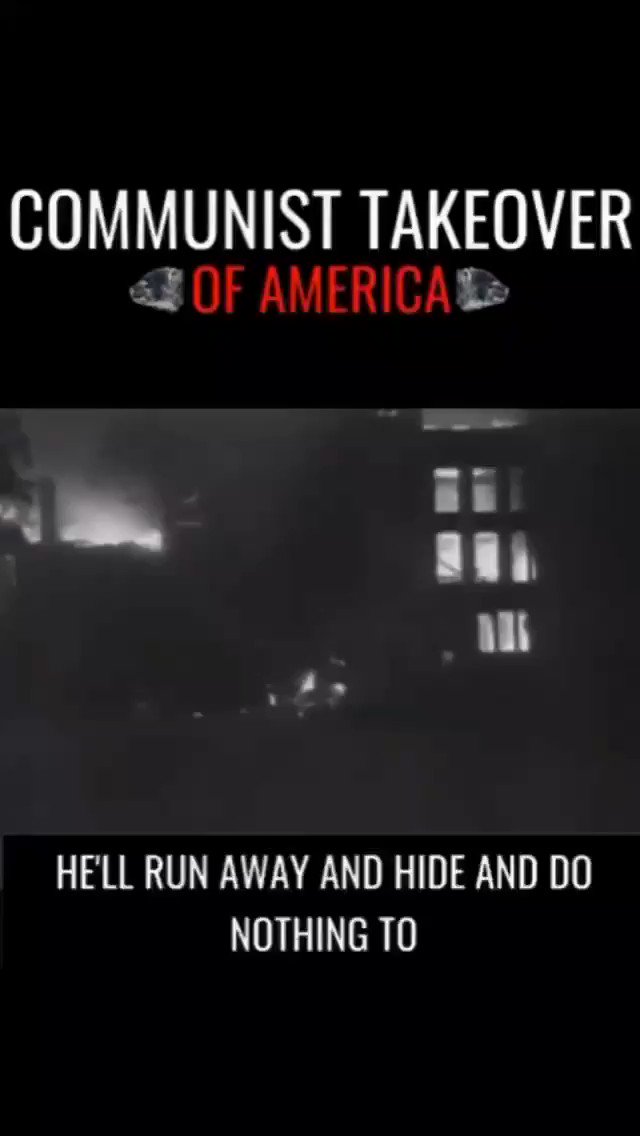 COMMUNIST TAKEOVER
OF AMERICA
HE'LL RUN AWAY AND HIDE AND DO
NOTHING TO